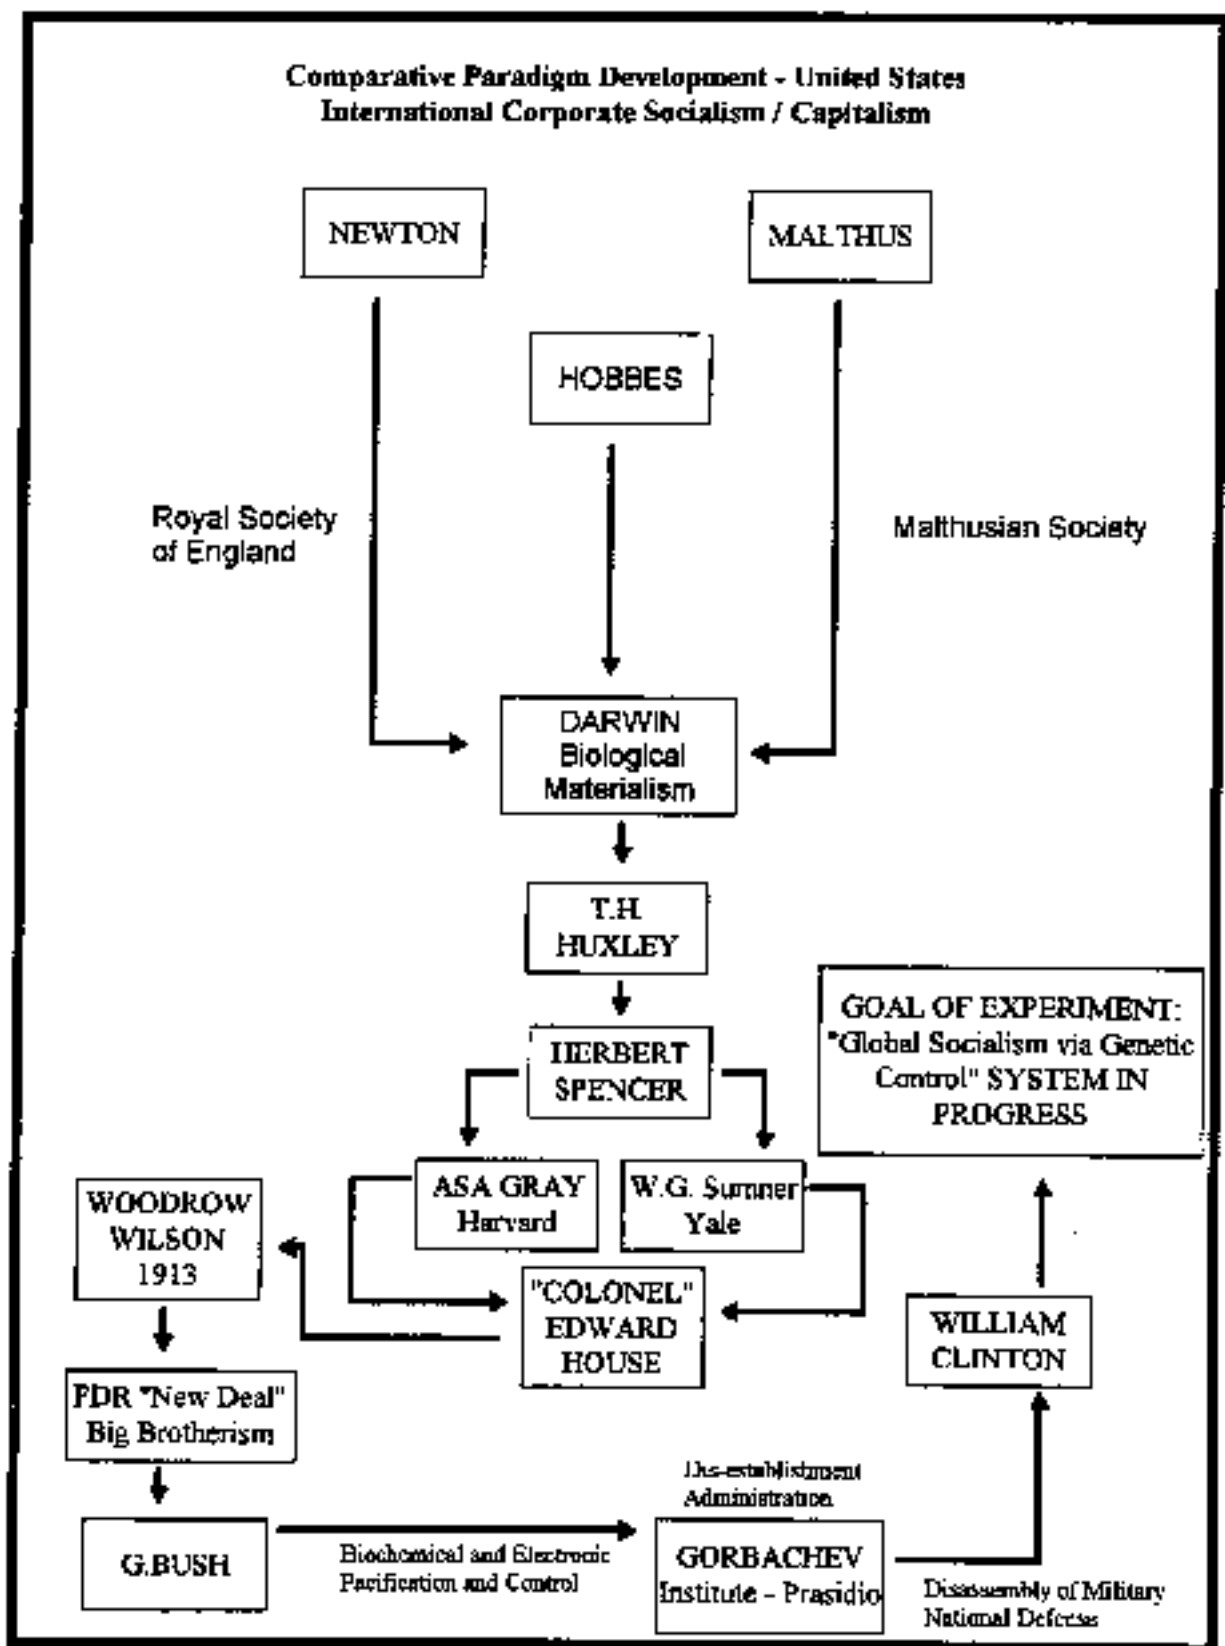 Comparative Paradigm Development - United States
International Corporate Socialism / Capitalism
NEWTON
MALTHUS
HOBBES
Royal Society
of England
Malthusian Society
DARWIN
Biological
Materialism
T.H.
HUXLEY
HERBERT
SPENCER
GOAL OF EXPERIMENT:
"Global Socialism via Genetic
Control" SYSTEM IN
PROGRESS
ASA GRAY
Harvard
W.G. Sumner
Yale
WOODROW
WILSON
1913
"COLONEL"
EDWARD
HOUSE
WILLIAM
CLINTON
FDR "New Deal"
Big Brotherism
Dis-establishment
Administration
G.BUSH
Biochemical and Electronic
Pacification and Control
GORBACHEV
Institute - Prasidio
Disassembly of Military
National Defense